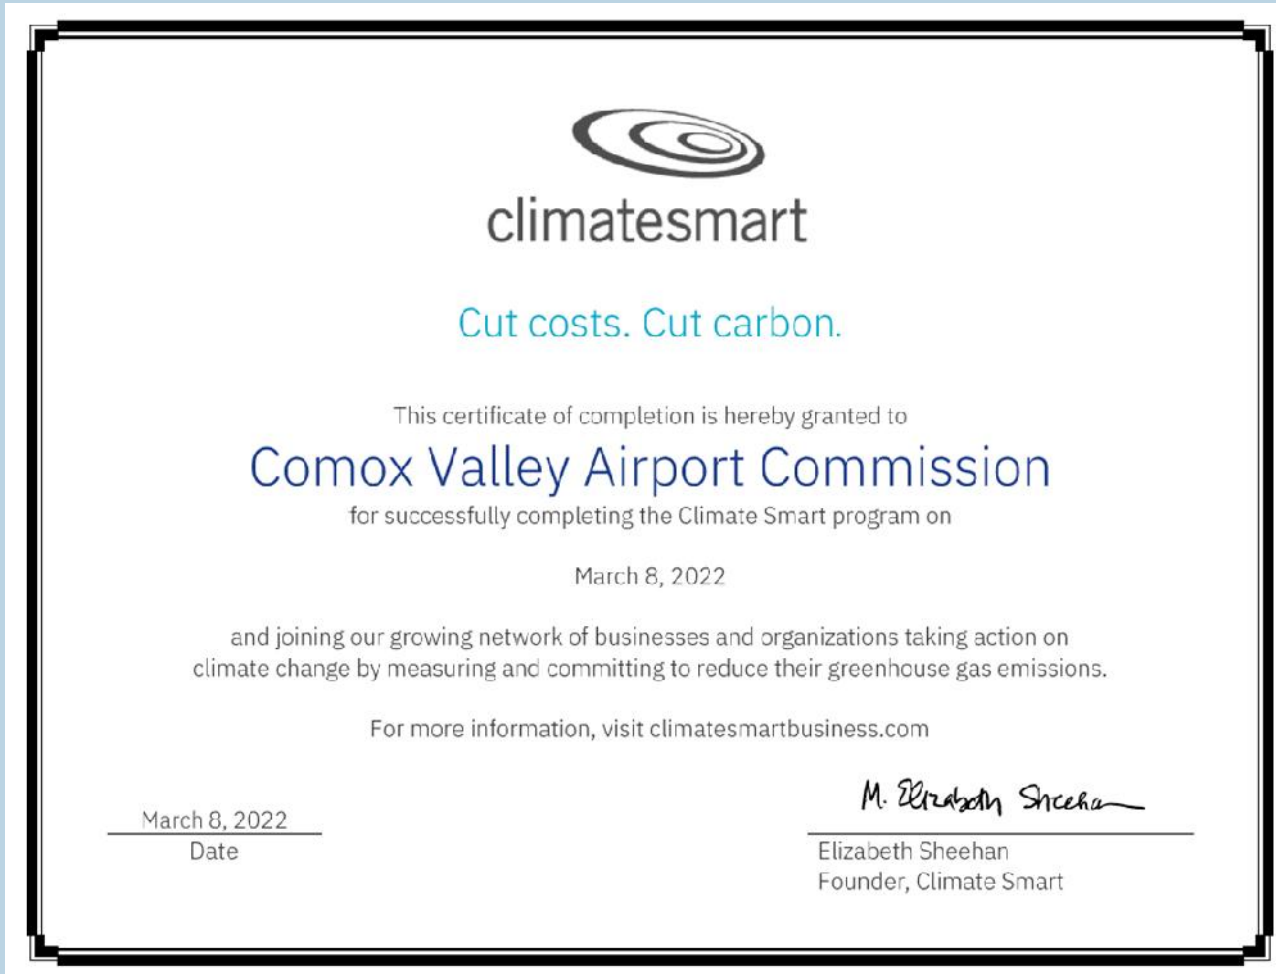 climatesmart
Cut costs. Cut carbon.
This certificate of completion is hereby granted to
Comox Valley Airport Commission
for successfully completing the Climate Smart program on
March 8, 2022
and joining our growing network of businesses and organizations taking action on
climate change by measuring and committing to reduce their greenhouse gas emissions.
For more information, visit climatesmartbusiness.com
M. Elizabeth Sheehan
March 8, 2022
Date
Elizabeth Sheehan
Founder, Climate Smart